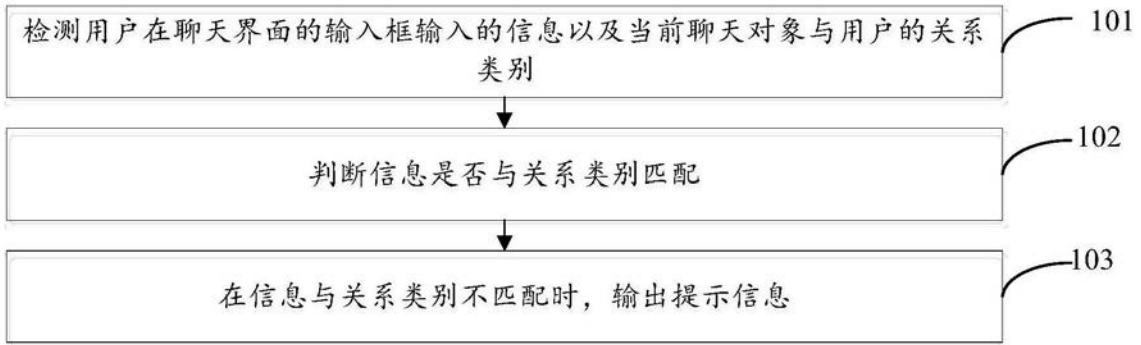 检测用户在聊天界面的输入框输入的信息以及当前聊天对象与用户的关系
类别
101
判断信息是否与关系类别匹配
102
在信息与关系类别不匹配时，输出提示信息
103